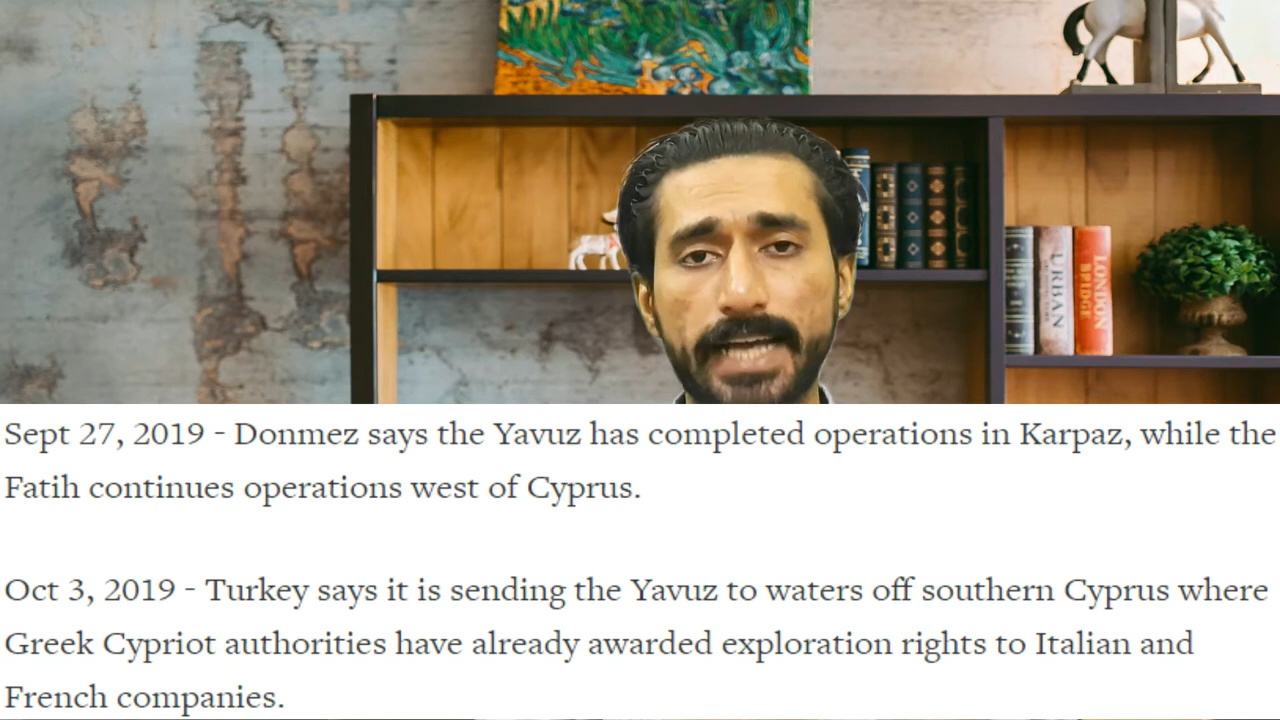 URBAN
LONDON
SPIDGE
Sept 27, 2019 - Donmez says the Yavuz has completed operations in Karpaz, while the
Fatih continues operations west of Cyprus.
Oct 3, 2019 - Turkey says it is sending the Yavuz to waters off southern Cyprus where
Greek Cypriot authorities have already awarded exploration rights to Italian and
French companies.